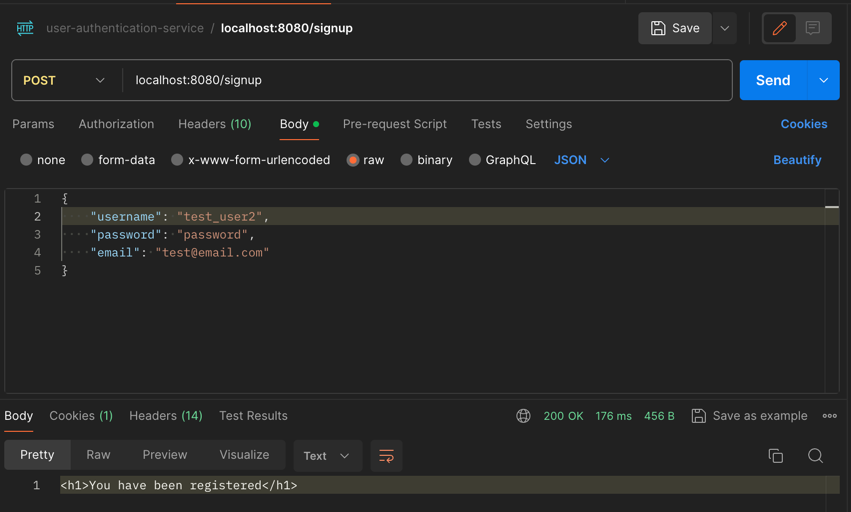 HTTP user-authentication-service / localhost:8080/signup Save
POST localhost:8080/signup Send
Params Authorization Headers (10) Body Pre-request Script Tests Settings Cookies
none form-data x-www-form-urlencoded raw binary GraphQL JSON Beautify
1 {
2 "username": "test_user2",
3 "password": "password",
4 "email": "test@email.com"
5 }
Body Cookies (1) Headers (14) Test Results 200 OK 176 ms 456 B Save as example
Pretty Raw Preview Visualize Text
1 <h1>You have been registered</h1>